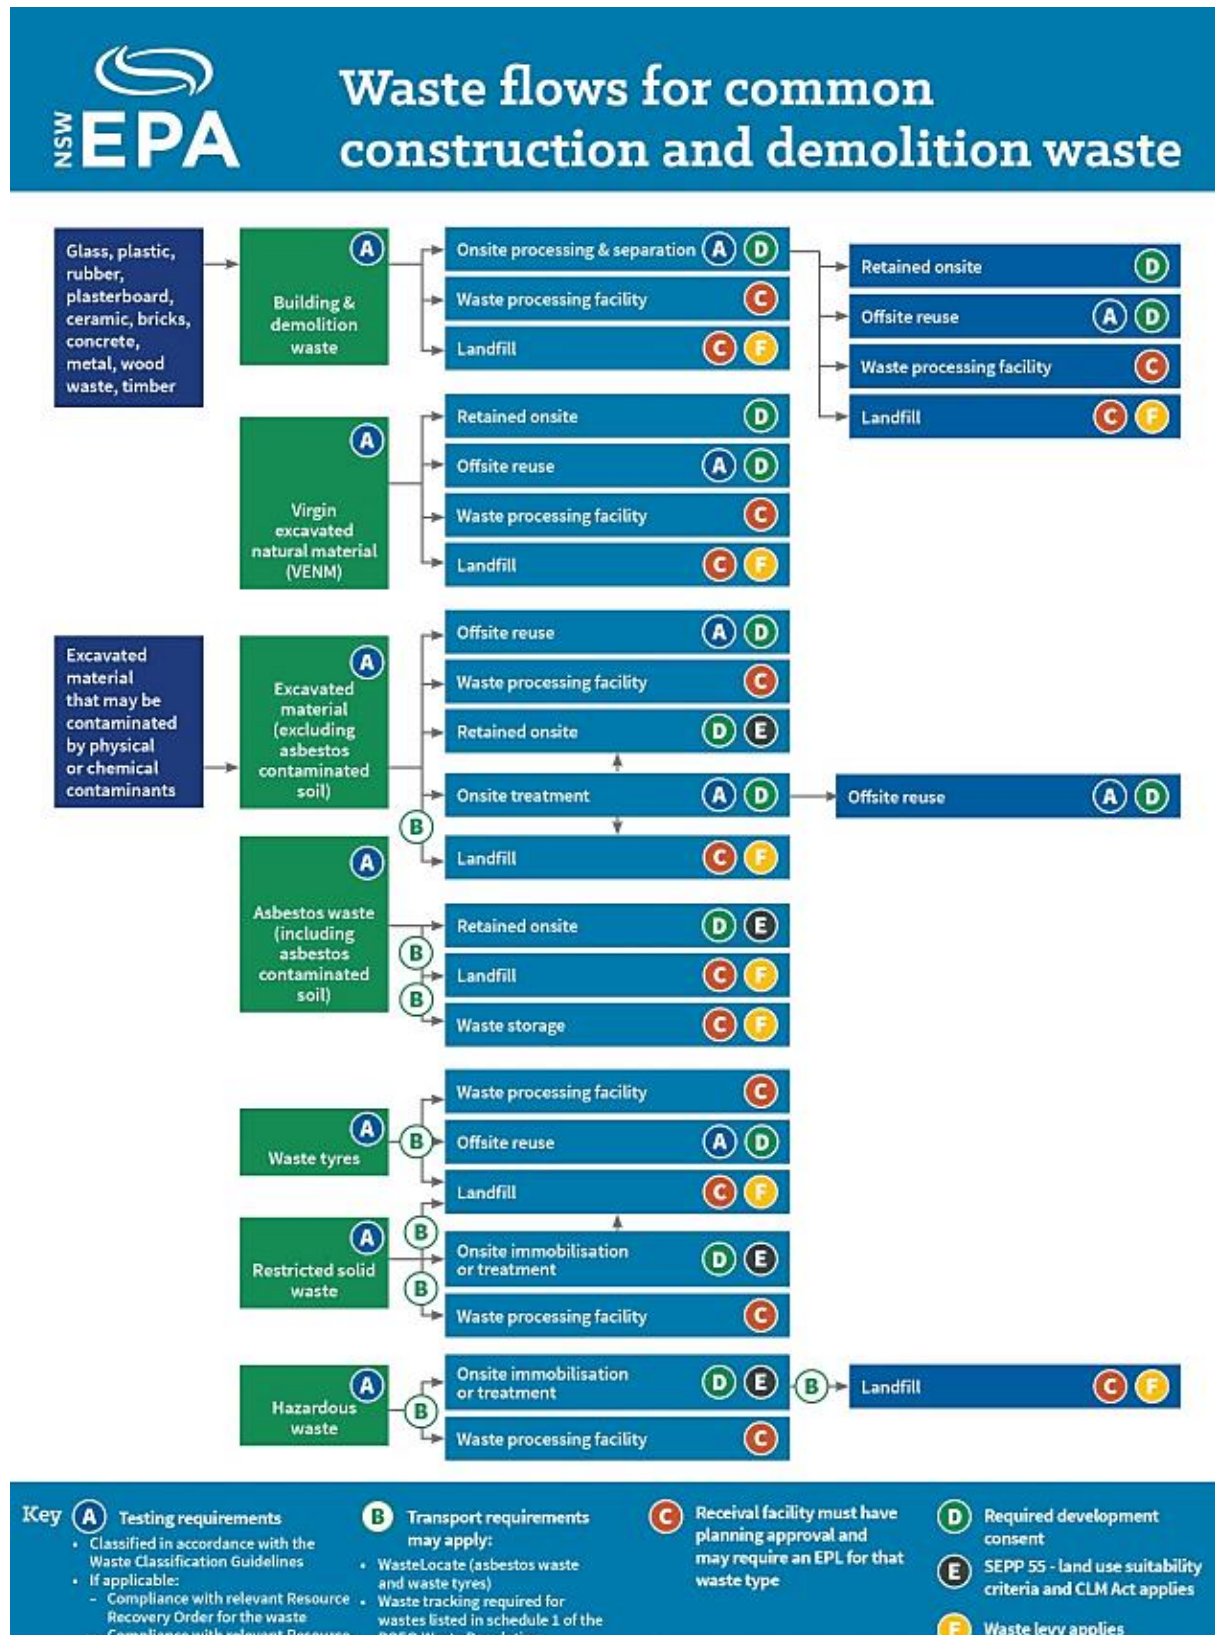 NSW
EPA
Waste flows for common
construction and demolition waste
Glass, plastic,
rubber,
plasterboard,
ceramic, bricks,
concrete,
metal, wood
waste, timber
A
Building &
demolition
waste
Onsite processing & separation A D
Waste processing facility C
Landfill C F
Retained onsite D
Offsite reuse A D
Waste processing facility C
Landfill C F
A
Virgin
excavated
natural material
(VENM)
Retained onsite D
Offsite reuse A D
Waste processing facility C
Landfill C F
Excavated
material
that may be
contaminated
by physical
or chemical
contaminants
A
Excavated
material
(excluding
asbestos
contaminated
soil)
B
Offsite reuse A D
Waste processing facility C
Retained onsite D E
Onsite treatment A D
Offsite reuse A D
Landfill C F
A
Asbestos waste
(including
asbestos
contaminated
soil)
B
B
Retained onsite D E
Landfill C F
Waste storage C F
A
Waste tyres
B
Waste processing facility C
Offsite reuse A D
Landfill C F
A
Restricted solid
waste
B
B
Onsite immobilisation
or treatment D E
Waste processing facility C
A
Hazardous
waste
B
Onsite immobilisation
or treatment D E
B
Landfill C F
Waste processing facility C
Key
A Testing requirements
• Classified in accordance with the
Waste Classification Guidelines
• If applicable:
– Compliance with relevant Resource
Recovery Order for the waste
– Compliance with relevant Resource
B Transport requirements
may apply:
• WasteLocate (asbestos waste
and waste tyres)
• Waste tracking required for
wastes listed in schedule 1 of the
C Receival facility must have
planning approval and
may require an EPL for that
waste type
D Required development
consent
E SEPP 55 - land use suitability
criteria and CLM Act applies
F Waste levy applies